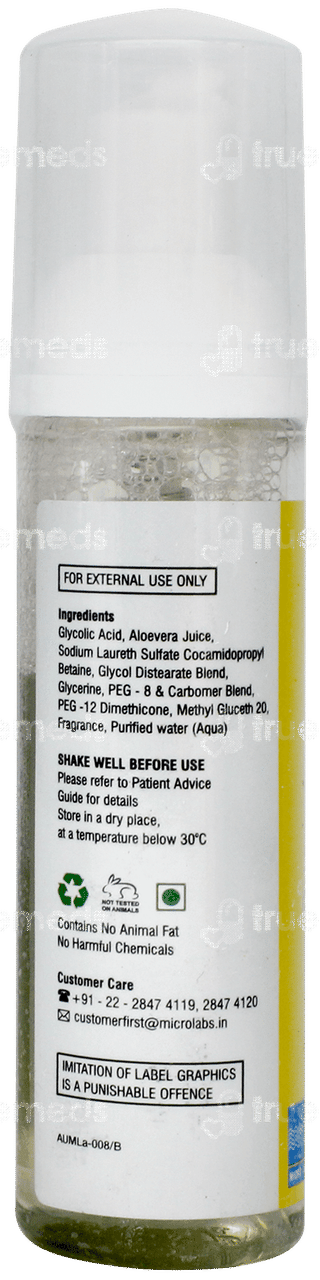 FOR EXTERNAL USE ONLY
Ingredients
Glycolic Acid, Aloevera Juice,
Sodium Laureth Sulfate Cocamidopropyl
Betaine, Glycol Distearate Blend,
Glycerine, PEG - 8 & Carbomer Blend,
PEG -12 Dimethicone, Methyl Gluceth 20,
Fragrance, Purified water (Aqua)
SHAKE WELL BEFORE USE
Please refer to Patient Advice
Guide for details
Store in a dry place,
at a temperature below 30°C
NOT TESTED
ON ANIMALS
Contains No Animal Fat
No Harmful Chemicals
Customer Care
☎ +91 - 22 - 2847 4119, 2847 4120
✉ customerfirst@microlabs.in
IMITATION OF LABEL GRAPHICS
IS A PUNISHABLE OFFENCE
AUMLa-008/B